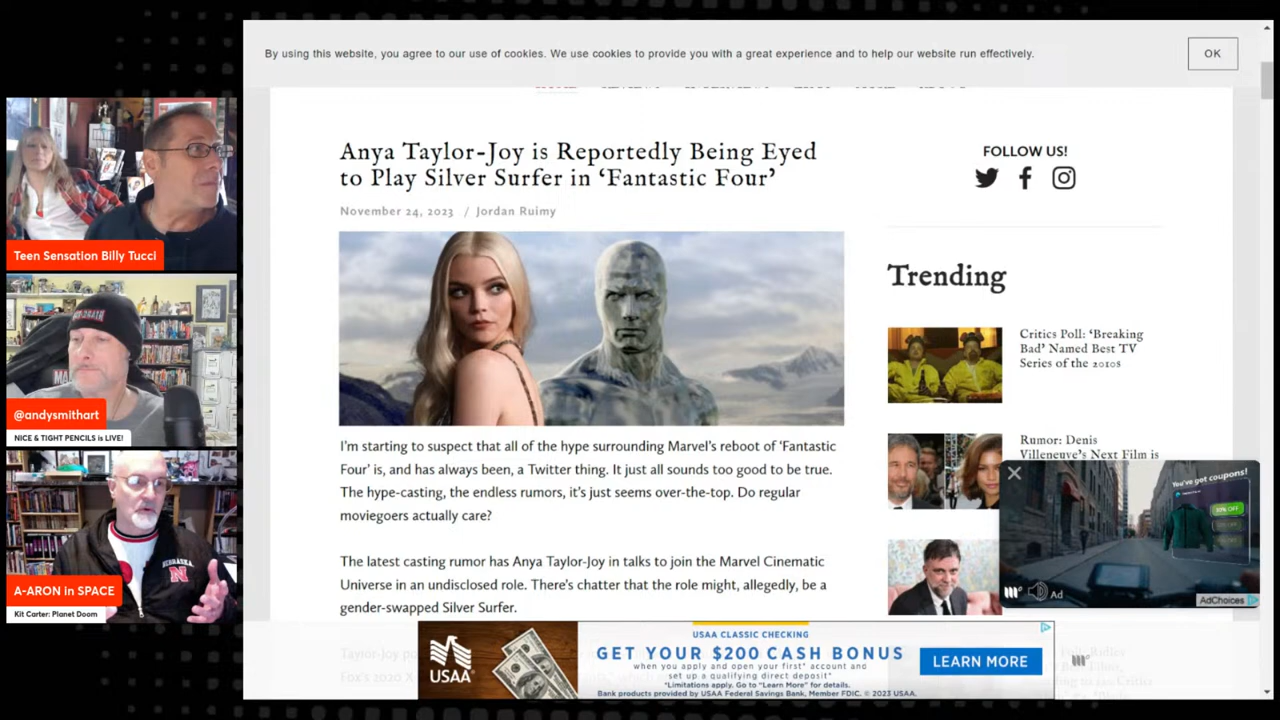 By using this website, you agree to our use of cookies. We use cookies to provide you with a great experience and to help our website run effectively.
OK
Anya Taylor-Joy is Reportedly Being Eyed
to Play Silver Surfer in ‘Fantastic Four’
November 24, 2023 / Jordan Ruimy
I’m starting to suspect that all of the hype surrounding Marvel’s reboot of ‘Fantastic
Four’ is, and has always been, a Twitter thing. It just all sounds too good to be true.
The hype-casting, the endless rumors, it’s just seems over-the-top. Do regular
moviegoers actually care?
The latest casting rumor has Anya Taylor-Joy in talks to join the Marvel Cinematic
Universe in an undisclosed role. There’s chatter that the role might, allegedly, be a
gender-swapped Silver Surfer.
FOLLOW US!
Trending
Critics Poll: ‘Breaking
Bad’ Named Best TV
Series of the 2010s
Rumor: Denis
Villeneuve’s Next Film is
You've got coupons!
Ad
AdChoices
USAA
USAA CLASSIC CHECKING
GET YOUR $200 CASH BONUS
when you apply and open your first* account and
set up a qualifying direct deposit*
*Limitations apply. Go to "Learn More" for details.
Bank products provided by USAA Federal Savings Bank, Member FDIC. © 2023 USAA.
LEARN MORE
Teen Sensation Billy Tucci
@andysmithart
NICE & TIGHT PENCILS is LIVE!
NEBRASKA
N
A-ARON in SPACE
Kit Carter: Planet Doom